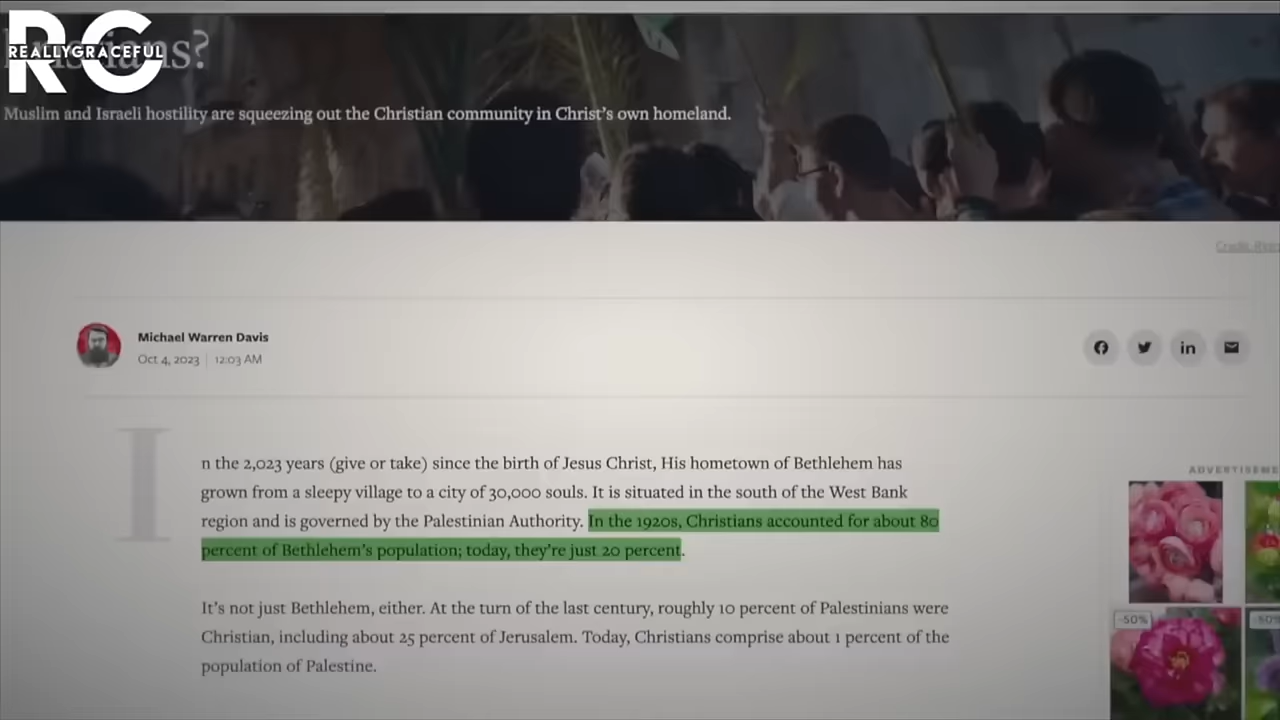 RG
REALLYGRACEFUL
Muslim and Israeli hostility are squeezing out the Christian community in Christ's own homeland.
Michael Warren Davis
Oct 4, 2023 | 12:03 AM
in
I
n the 2,023 years (give or take) since the birth of Jesus Christ, His hometown of Bethlehem has
grown from a sleepy village to a city of 30,000 souls. It is situated in the south of the West Bank
region and is governed by the Palestinian Authority. In the 1920s, Christians accounted for about 80
percent of Bethlehem's population; today, they're just 20 percent.
It's not just Bethlehem, either. At the turn of the last century, roughly 10 percent of Palestinians were
Christian, including about 25 percent of Jerusalem. Today, Christians comprise about 1 percent of the
population of Palestine.
-50%